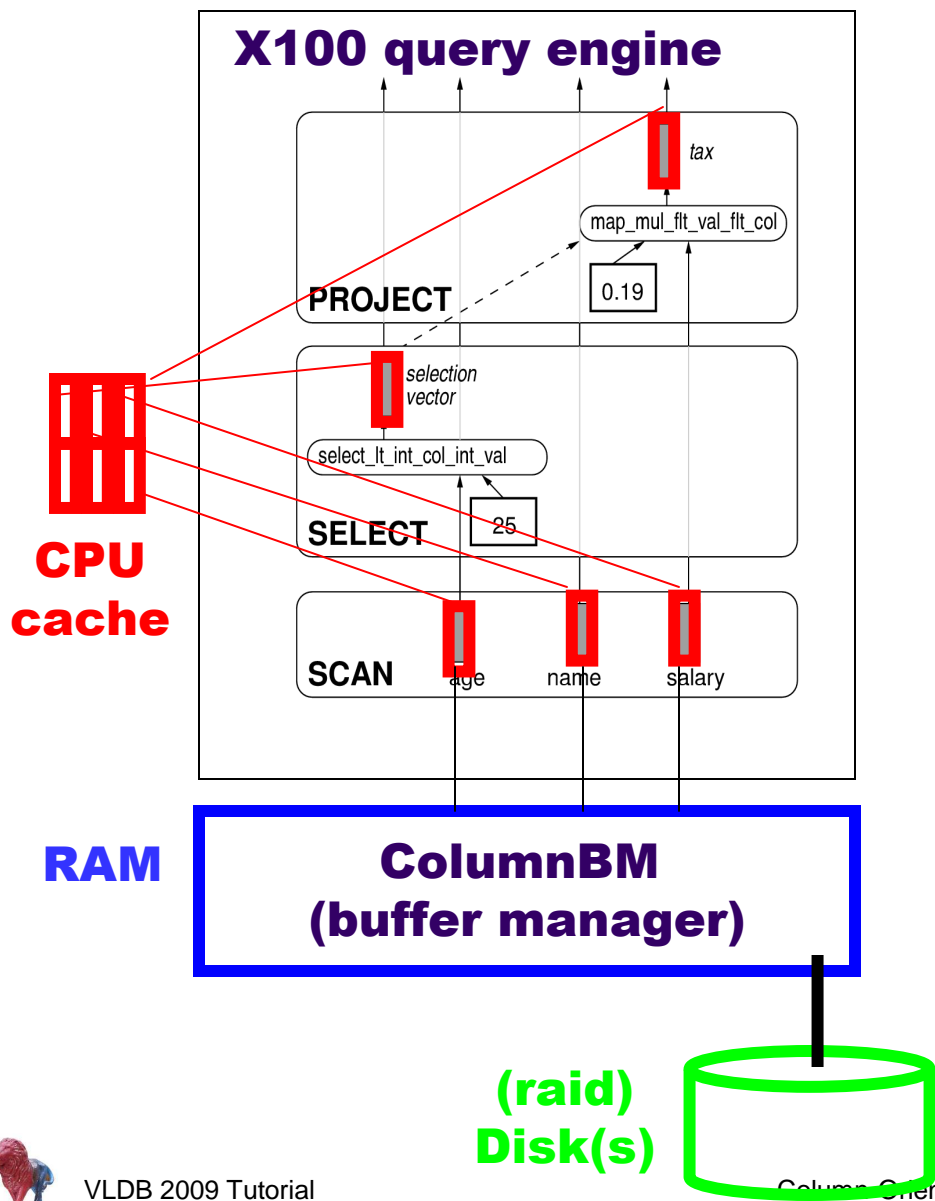 X100 query engine
tax
map_mul_flt_val_flt_col
0.19
PROJECT
selection
vector
select_lt_int_col_int_val
25
SELECT
CPU
cache
SCAN
age
name
salary
RAM
ColumnBM
(buffer manager)
(raid)
Disk(s)
VLDB 2009 Tutorial